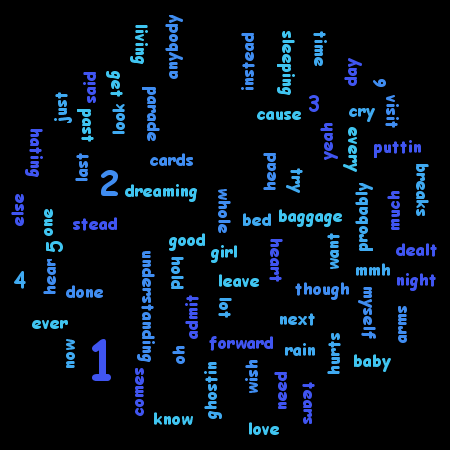 living
anybody
instead
sleeping
time
day
6
said
get
just
past
look
parade
cause
3
cry
visit
yeah
every
puttin
hating
last
2
cards
dreaming
head
try
probably
breaks
much
else
one
5
stead
whole
bed
baggage
good
girl
heart
want
dealt
4
hear
done
understanding
hold
leave
lot
though
mmh
night
myself
arms
ever
now
1
admit
oh
forward
next
rain
hurts
baby
comes
ghostin
wish
need
tears
know
love